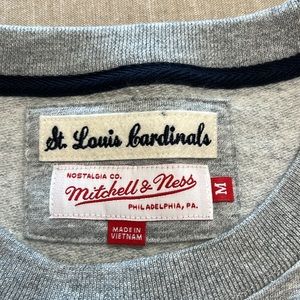 St. Louis Cardinals
NOSTALGIA CO.
Mitchell & Ness
PHILADELPHIA, PA.
M
MADE IN
VIETNAM